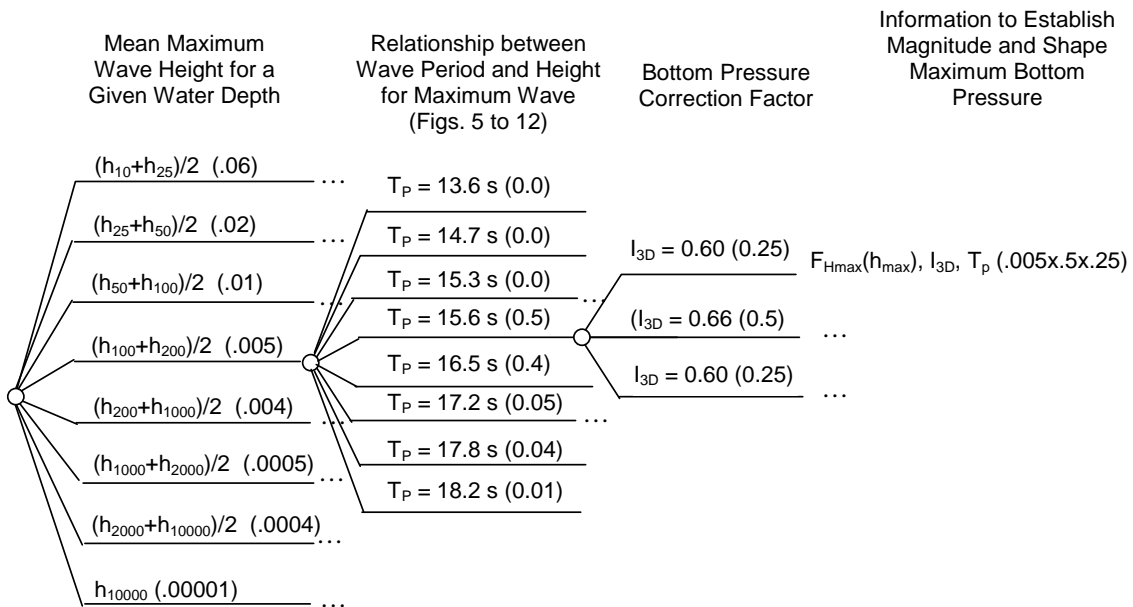 Mean Maximum
Wave Height for a
Given Water Depth
Relationship between
Wave Period and Height
for Maximum Wave
(Figs. 5 to 12)
Bottom Pressure
Correction Factor
Information to Establish
Magnitude and Shape
Maximum Bottom
Pressure
(h10+h25)/2 (.06) ...
(h25+h50)/2 (.02) ...
(h50+h100)/2 (.01) ...
(h100+h200)/2 (.005)
(h200+h1000)/2 (.004) ...
(h1000+h2000)/2 (.0005) ...
(h2000+h10000)/2 (.0004) ...
h10000 (.00001) ...
TP = 13.6 s (0.0)
TP = 14.7 s (0.0)
TP = 15.3 s (0.0) ...
TP = 15.6 s (0.5)
TP = 16.5 s (0.4)
TP = 17.2 s (0.05) ...
TP = 17.8 s (0.04)
TP = 18.2 s (0.01)
I3D = 0.60 (0.25)
(I3D = 0.66 (0.5) ...
I3D = 0.60 (0.25) ...
FHmax(hmax), I3D, Tp (.005x.5x.25)